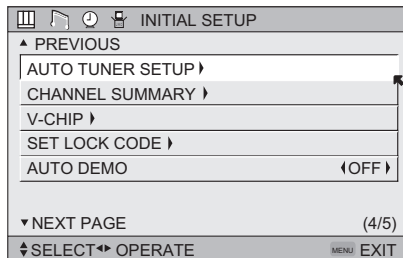 INITIAL SETUP
PREVIOUS
AUTO TUNER SETUP
CHANNEL SUMMARY
V-CHIP
SET LOCK CODE
AUTO DEMO OFF
NEXT PAGE (4/5)
SELECT OPERATE MENU EXIT